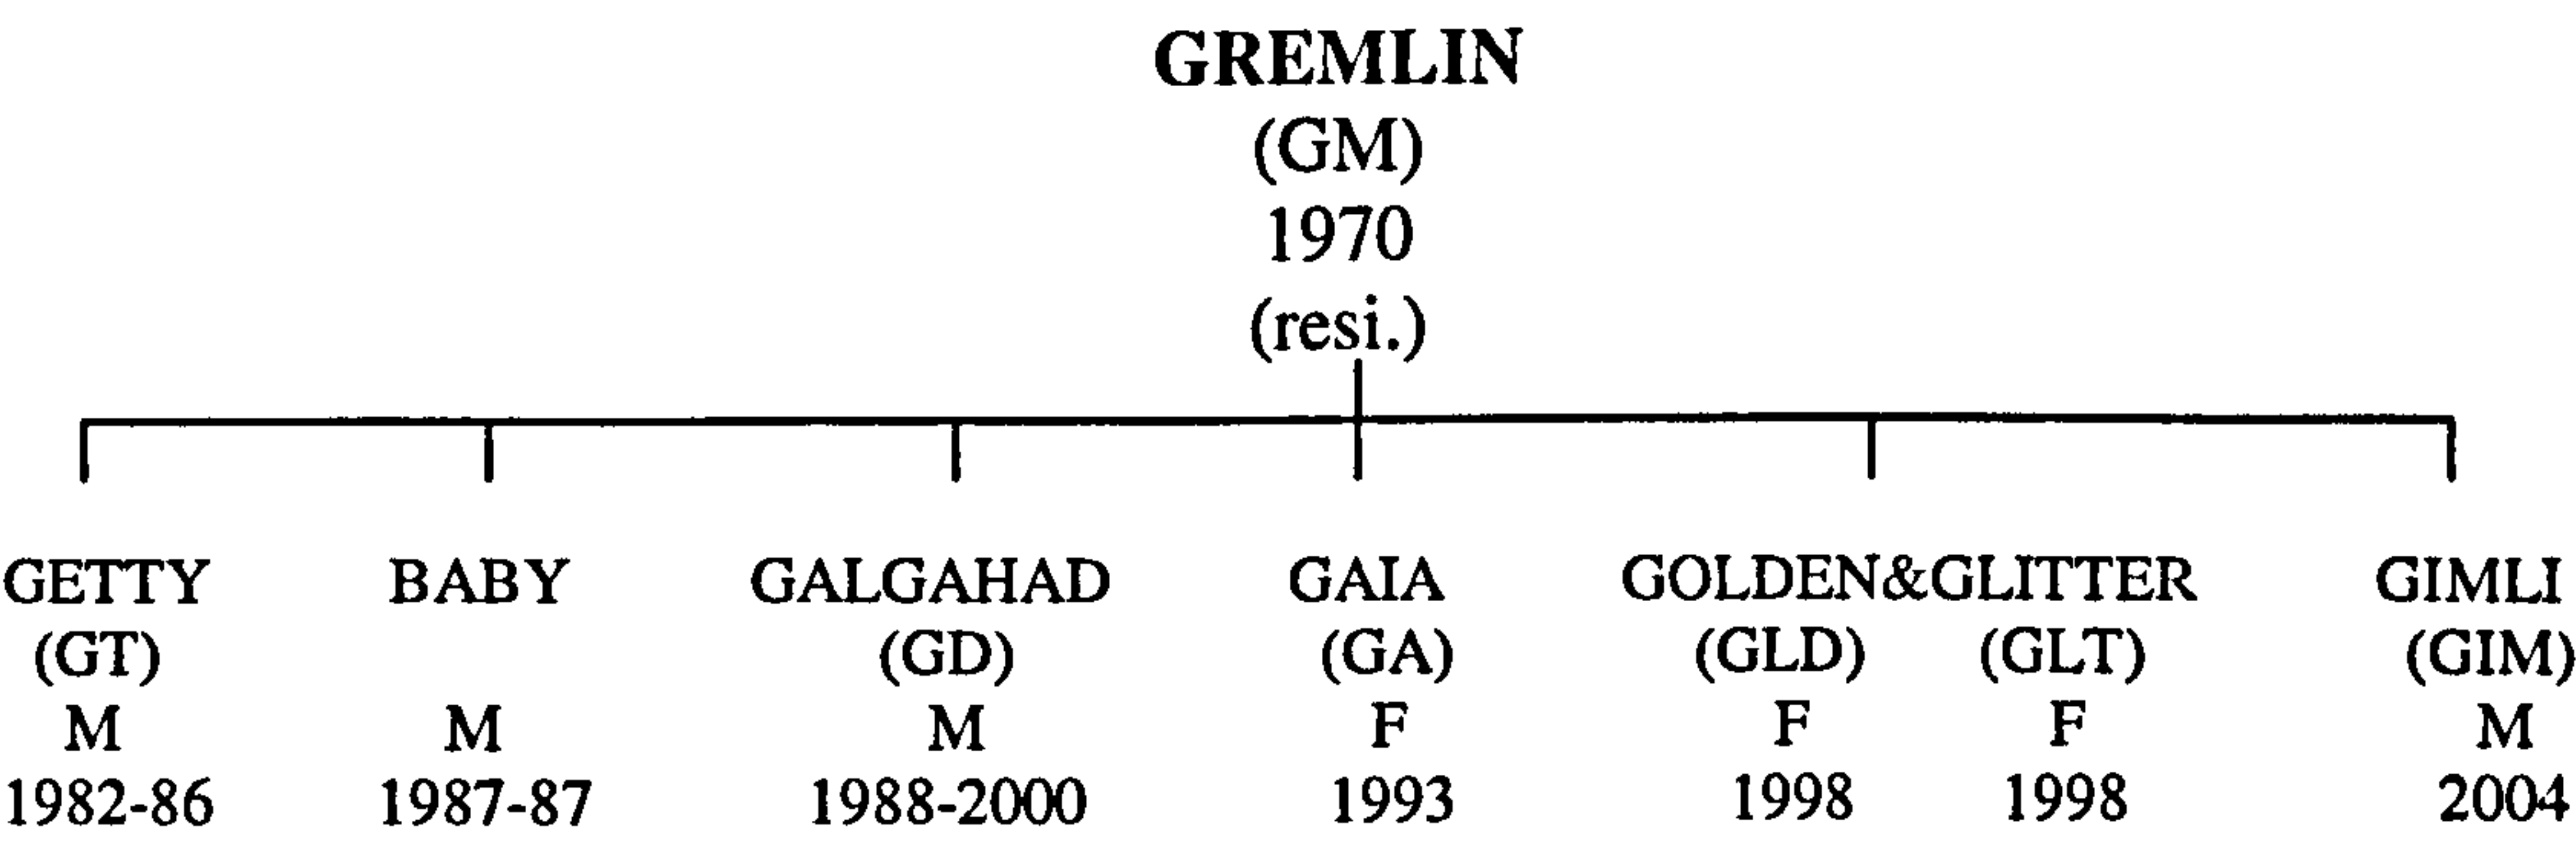 GREMLIN
(GM)
1970
(resi.)
GETTY BABY GALGAHAD GAIA GOLDEN&GLITTER GIMLI
(GT) (GD) (GA) (GLD) (GLT) (GIM)
M M M F F F M
1982-86 1987-87 1988-2000 1993 1998 1998 2004